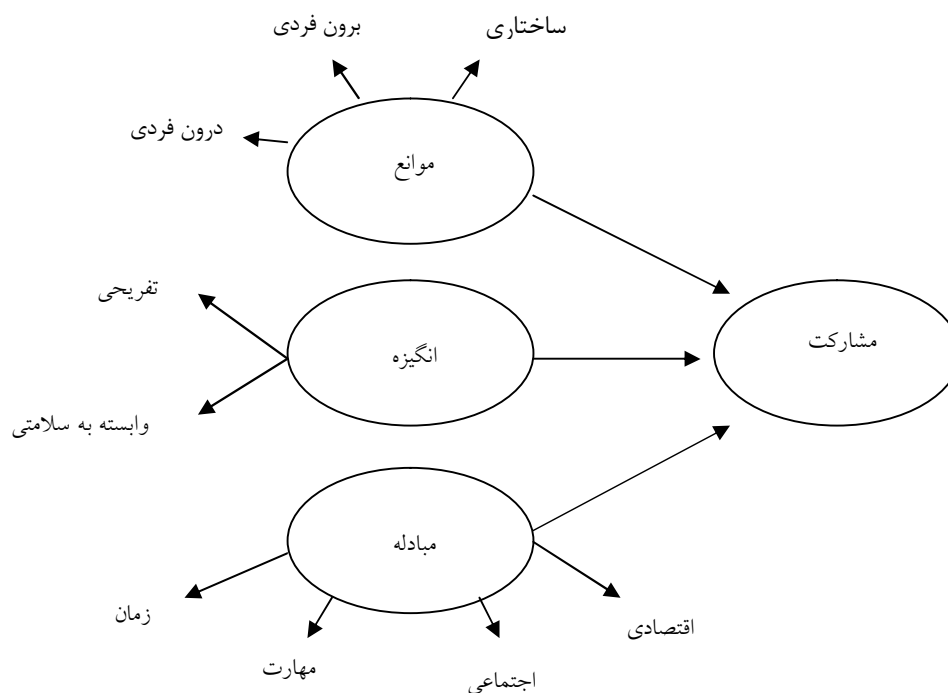 ساختاری
برون فردی
درون فردی
موانع
تفریحی
انگیزه
مشارکت
وابسته به سلامتی
مبادله
زمان
اقتصادی
مهارت
اجتماعی